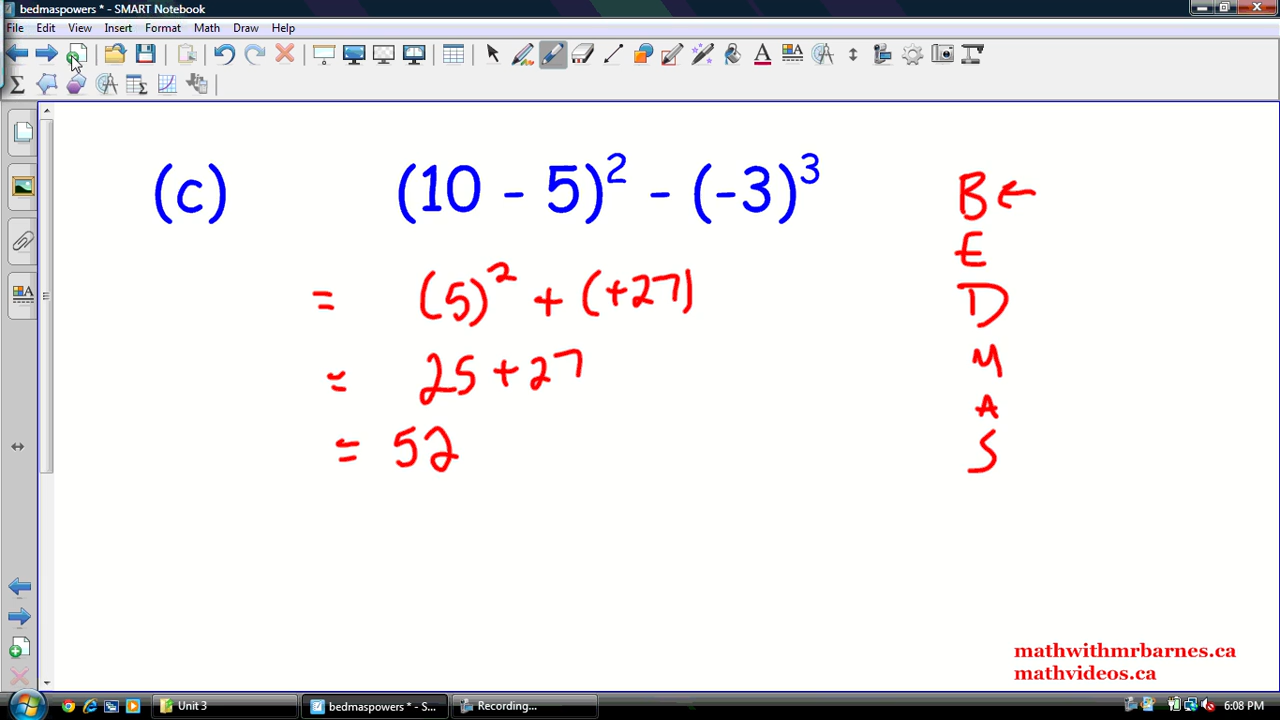 bedmaspowers * - SMART Notebook
File Edit View Insert Format Math Draw Help
(c) (10 - 5)² - (-3)³
= (5)² + (+27)
= 25 + 27
= 52
B ←
E
D
M
A
S
mathwithmrbarnes.ca
mathvideos.ca
Unit 3
bedmaspowers * - S...
Recording...
6:08 PM